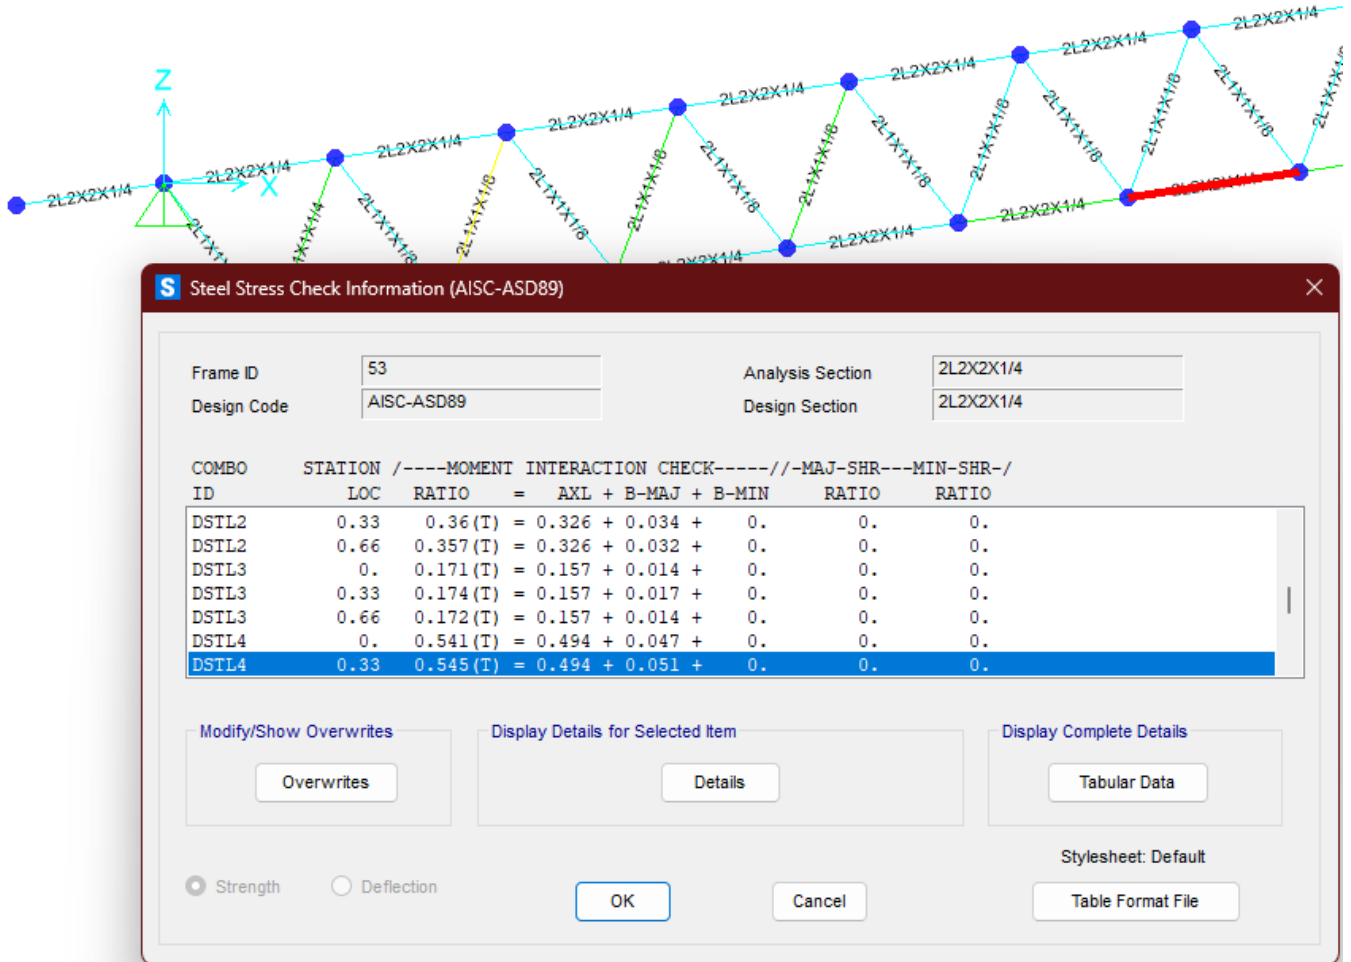 2L2X2X1/4
2L2X2X1/4
2L2X2X1/4
2L2X2X1/4
2L2X2X1/4
2L2X2X1/4
2L2X2X1/4
2L2X2X1/4
Z
X
2L1X1X1/8
2L1X1X1/8
2L1X1X1/8
2L1X1X1/8
2L1X1X1/8
2L1X1X1/8
2L1X1X1/8
2L1X1X1/8
2L1X1X1/8
2L1X1X1/8
2L2X2X1/4
2L2X2X1/4
Steel Stress Check Information (AISC-ASD89)
Frame ID 53 Analysis Section 2L2X2X1/4
Design Code AISC-ASD89 Design Section 2L2X2X1/4
COMBO STATION /----MOMENT INTERACTION CHECK-----//-MAJ-SHR---MIN-SHR-/
ID LOC RATIO = AXL + B-MAJ + B-MIN RATIO RATIO
DSTL2 0.33 0.36(T) = 0.326 + 0.034 + 0. 0. 0.
DSTL2 0.66 0.357(T) = 0.326 + 0.032 + 0. 0. 0.
DSTL3 0. 0.171(T) = 0.157 + 0.014 + 0. 0. 0.
DSTL3 0.33 0.174(T) = 0.157 + 0.017 + 0. 0. 0.
DSTL3 0.66 0.172(T) = 0.157 + 0.014 + 0. 0. 0.
DSTL4 0. 0.541(T) = 0.494 + 0.047 + 0. 0. 0.
DSTL4 0.33 0.545(T) = 0.494 + 0.051 + 0. 0. 0.
Modify/Show Overwrites Display Details for Selected Item Display Complete Details
Overwrites Details Tabular Data
Stylesheet: Default
Strength Deflection OK Cancel Table Format File